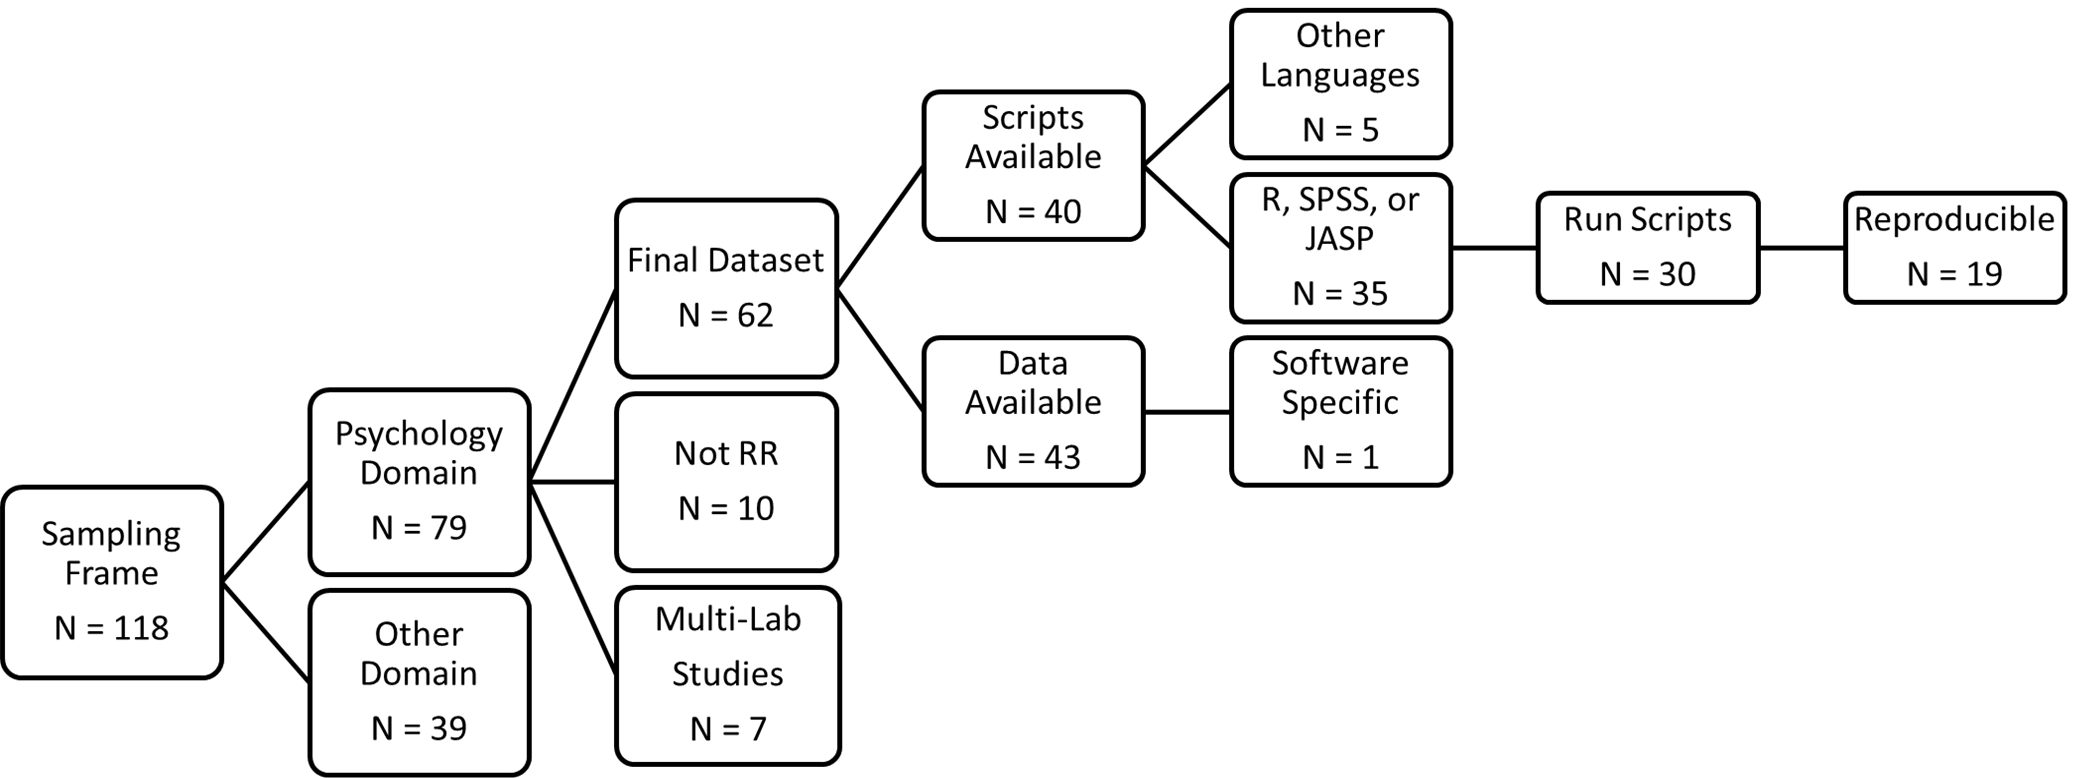 Sampling
Frame
N = 118
Psychology
Domain
N = 79
Other
Domain
N = 39
Final Dataset
N = 62
Not RR
N = 10
Multi-Lab
Studies
N = 7
Scripts
Available
N = 40
Data
Available
N = 43
Other
Languages
N = 5
R, SPSS, or
JASP
N = 35
Software
Specific
N = 1
Run Scripts
N = 30
Reproducible
N = 19